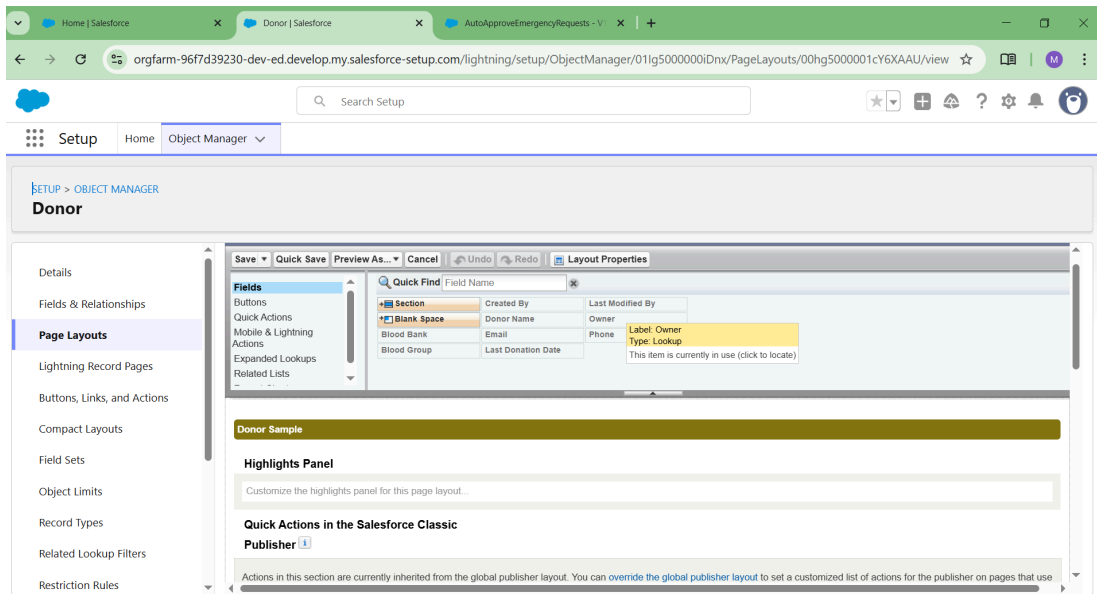 Home | Salesforce
Donor | Salesforce
AutoApproveEmergencyRequests - V
orgfarm-96f7d39230-dev-ed.develop.my.salesforce-setup.com/lightning/setup/ObjectManager/01Ig5000000iDnx/PageLayouts/00hg5000001cY6XAAU/view
M
Search Setup
Setup
Home
Object Manager
SETUP > OBJECT MANAGER
Donor
Details
Fields & Relationships
Page Layouts
Lightning Record Pages
Buttons, Links, and Actions
Compact Layouts
Field Sets
Object Limits
Record Types
Related Lookup Filters
Restriction Rules
Save Quick Save Preview As... Cancel Undo Redo Layout Properties
Fields
Buttons
Quick Actions
Mobile & Lightning
Actions
Expanded Lookups
Related Lists
Quick Find Field Name
Section Created By Last Modified By
Blank Space Donor Name Owner
Blood Bank Email Phone
Blood Group Last Donation Date
Label: Owner
Type: Lookup
This item is currently in use (click to locate)
Donor Sample
Highlights Panel
Customize the highlights panel for this page layout...
Quick Actions in the Salesforce Classic
Publisher i
Actions in this section are currently inherited from the global publisher layout. You can override the global publisher layout to set a customized list of actions for the publisher on pages that use